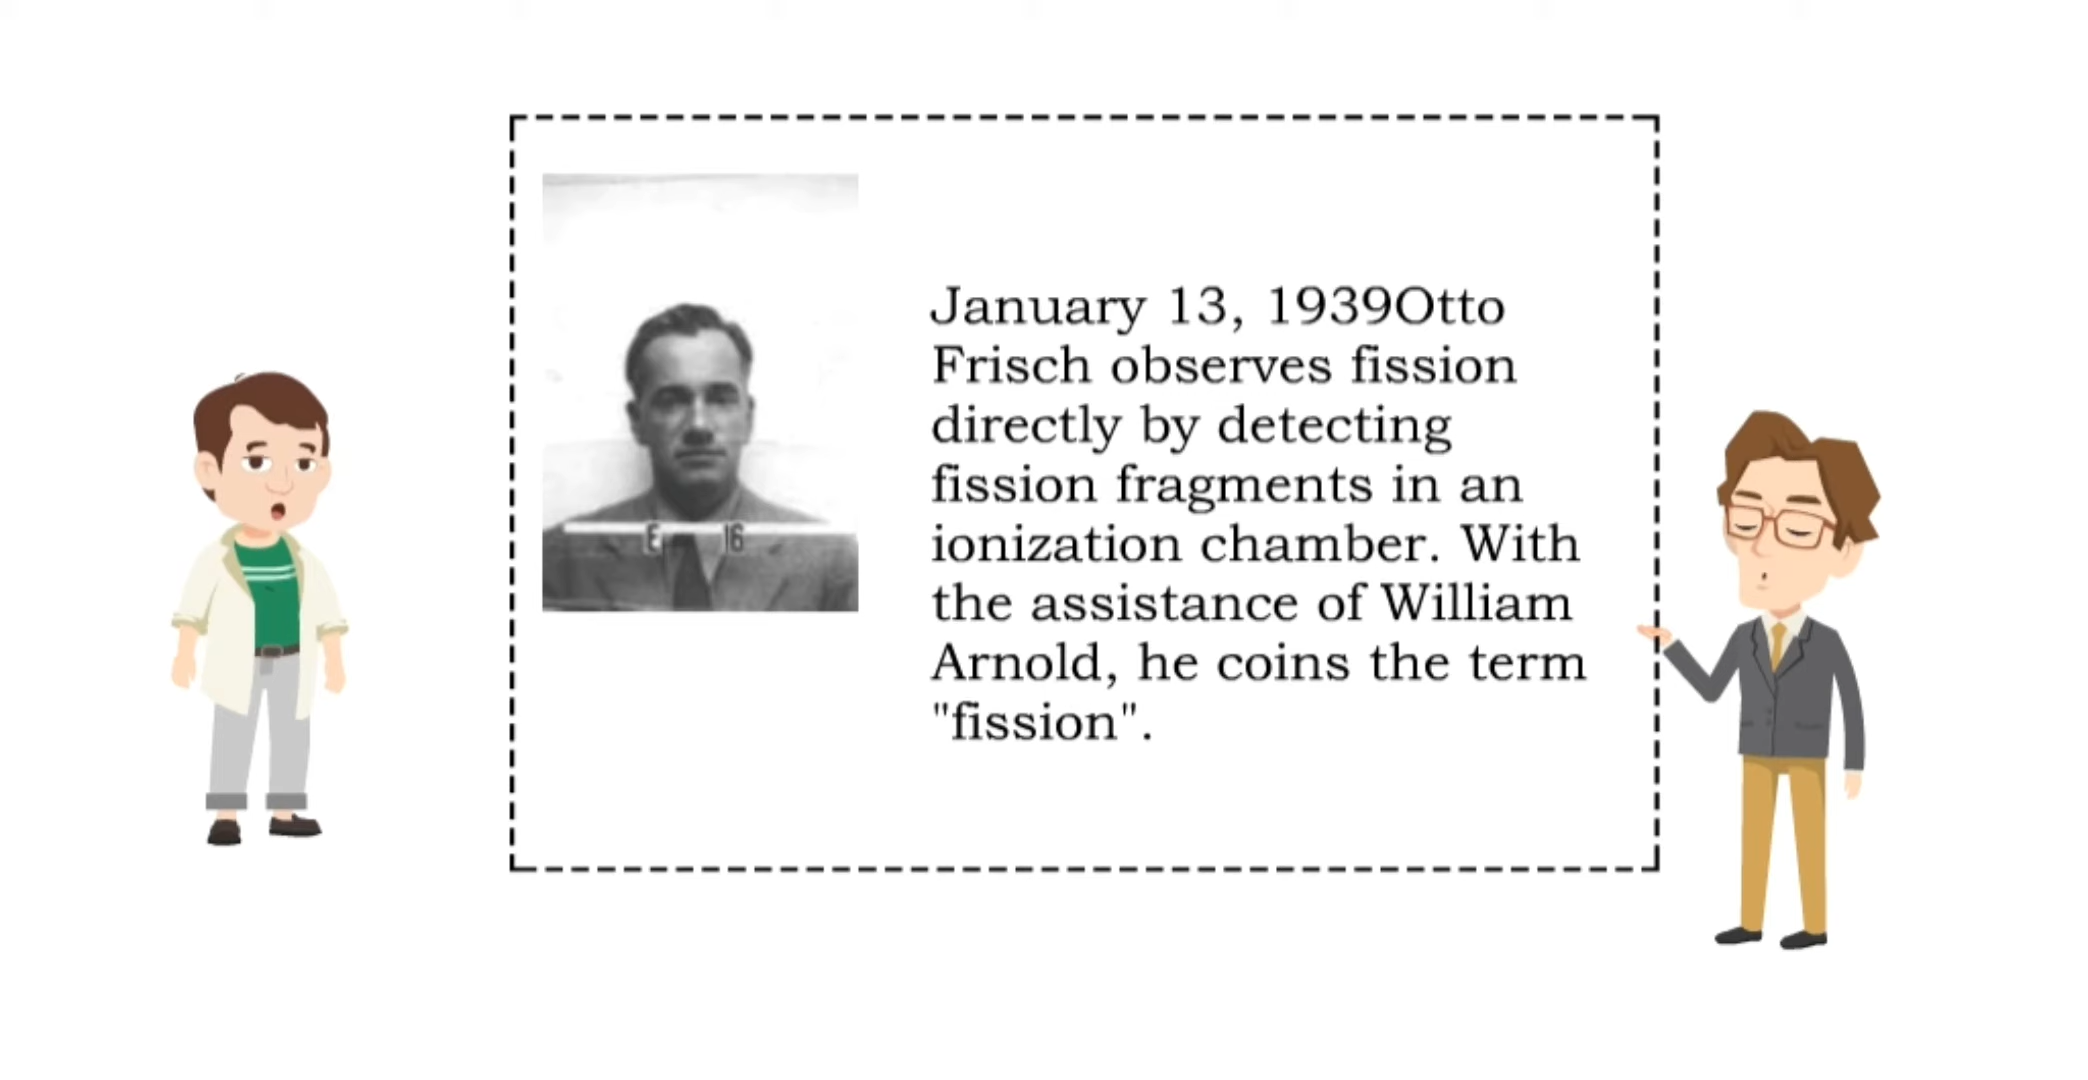 E 16
January 13, 1939Otto
Frisch observes fission
directly by detecting
fission fragments in an
ionization chamber. With
the assistance of William
Arnold, he coins the term
"fission".